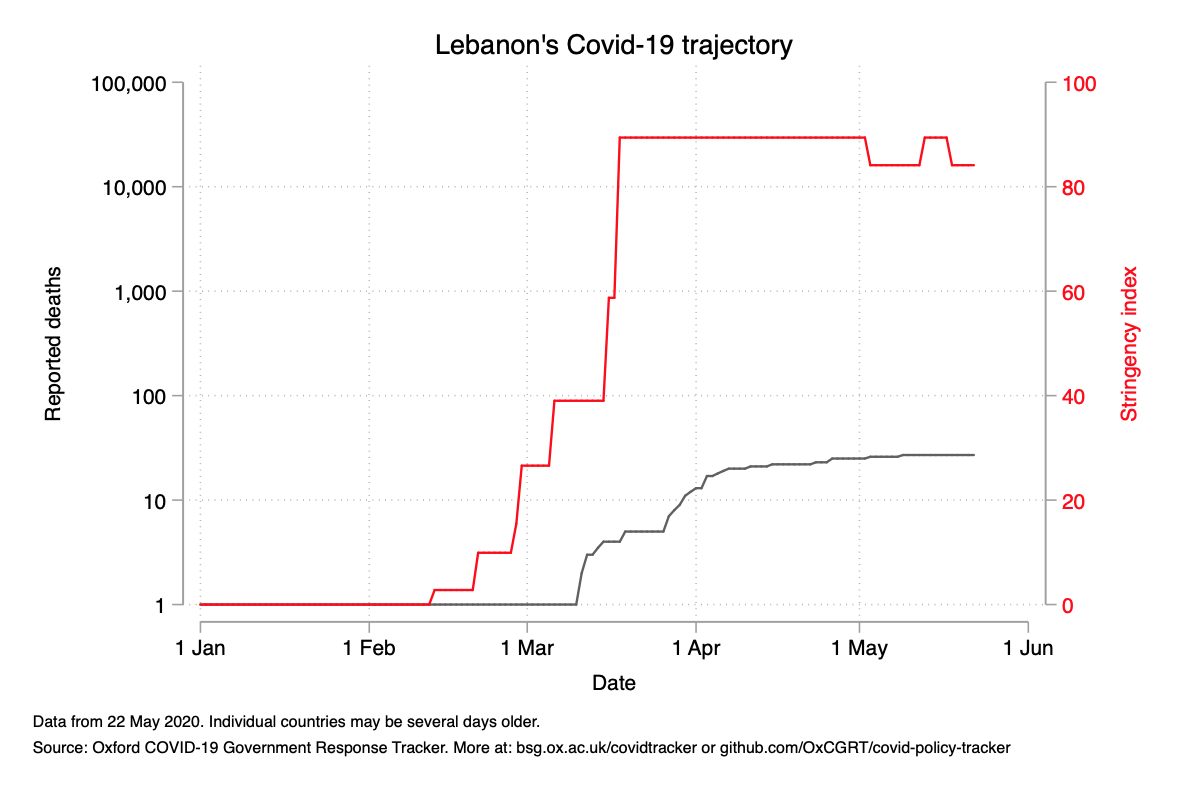 Lebanon's Covid-19 trajectory
100,000
10,000
1,000
100
10
1
Reported deaths
100
80
60
40
20
0
Stringency index
1 Jan
1 Feb
1 Mar
1 Apr
1 May
1 Jun
Date
Data from 22 May 2020. Individual countries may be several days older.
Source: Oxford COVID-19 Government Response Tracker. More at: bsg.ox.ac.uk/covidtracker or github.com/OxCGRT/covid-policy-tracker